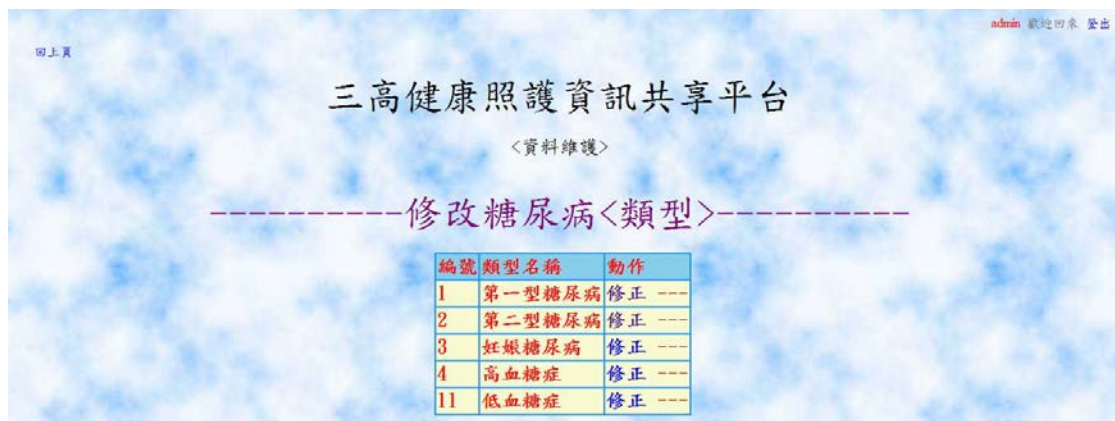 admin 歡迎回來 登出
回上頁
三高健康照護資訊共享平台
<資料維護>
----------修改糖尿病<類型>----------
編號 類型名稱 動作
1 第一型糖尿病 修正 ---
2 第二型糖尿病 修正 ---
3 妊娠糖尿病 修正 ---
4 高血糖症 修正 ---
11 低血糖症 修正 ---